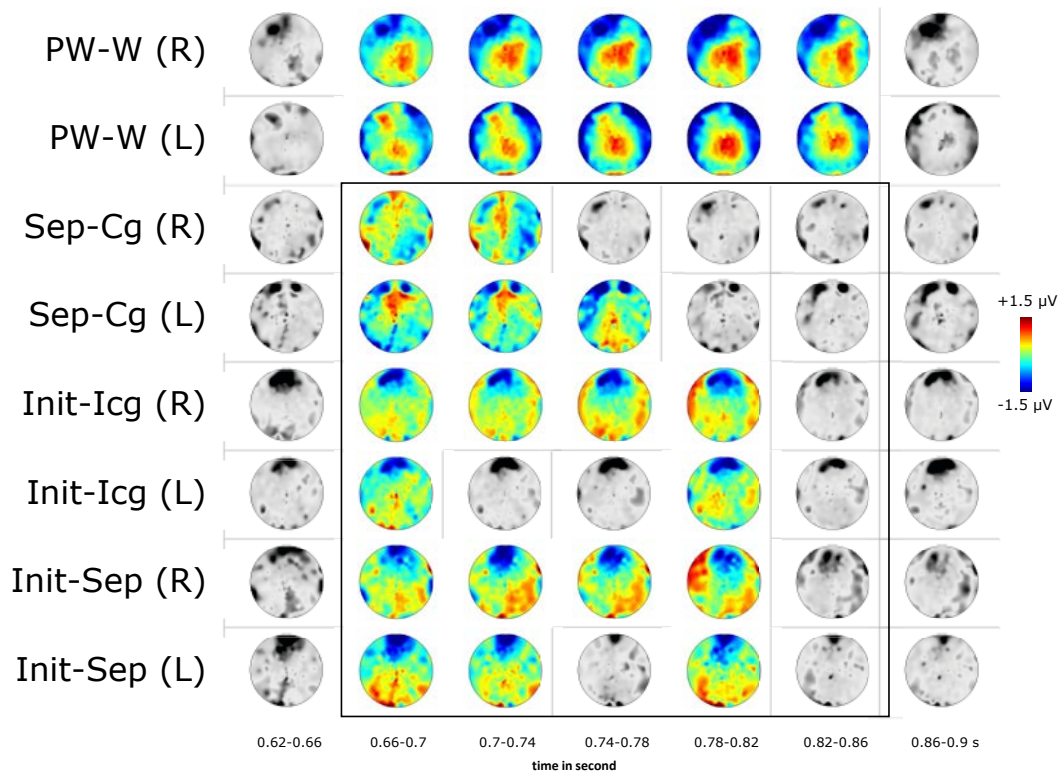 PW-W (R)
PW-W (L)
Sep-Cg (R)
Sep-Cg (L)
+1.5 µV
Init-Icg (R)
-1.5 µV
Init-Icg (L)
Init-Sep (R)
Init-Sep (L)
0.62-0.66 0.66-0.7 0.7-0.74 0.74-0.78 0.78-0.82 0.82-0.86 0.86-0.9 s
time in second